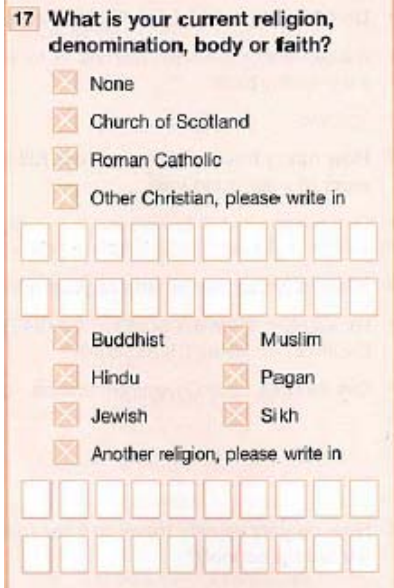 17 What is your current religion,
denomination, body or faith?
None
Church of Scotland
Roman Catholic
Other Christian, please write in
Buddhist Muslim
Hindu Pagan
Jewish Sikh
Another religion, please write in